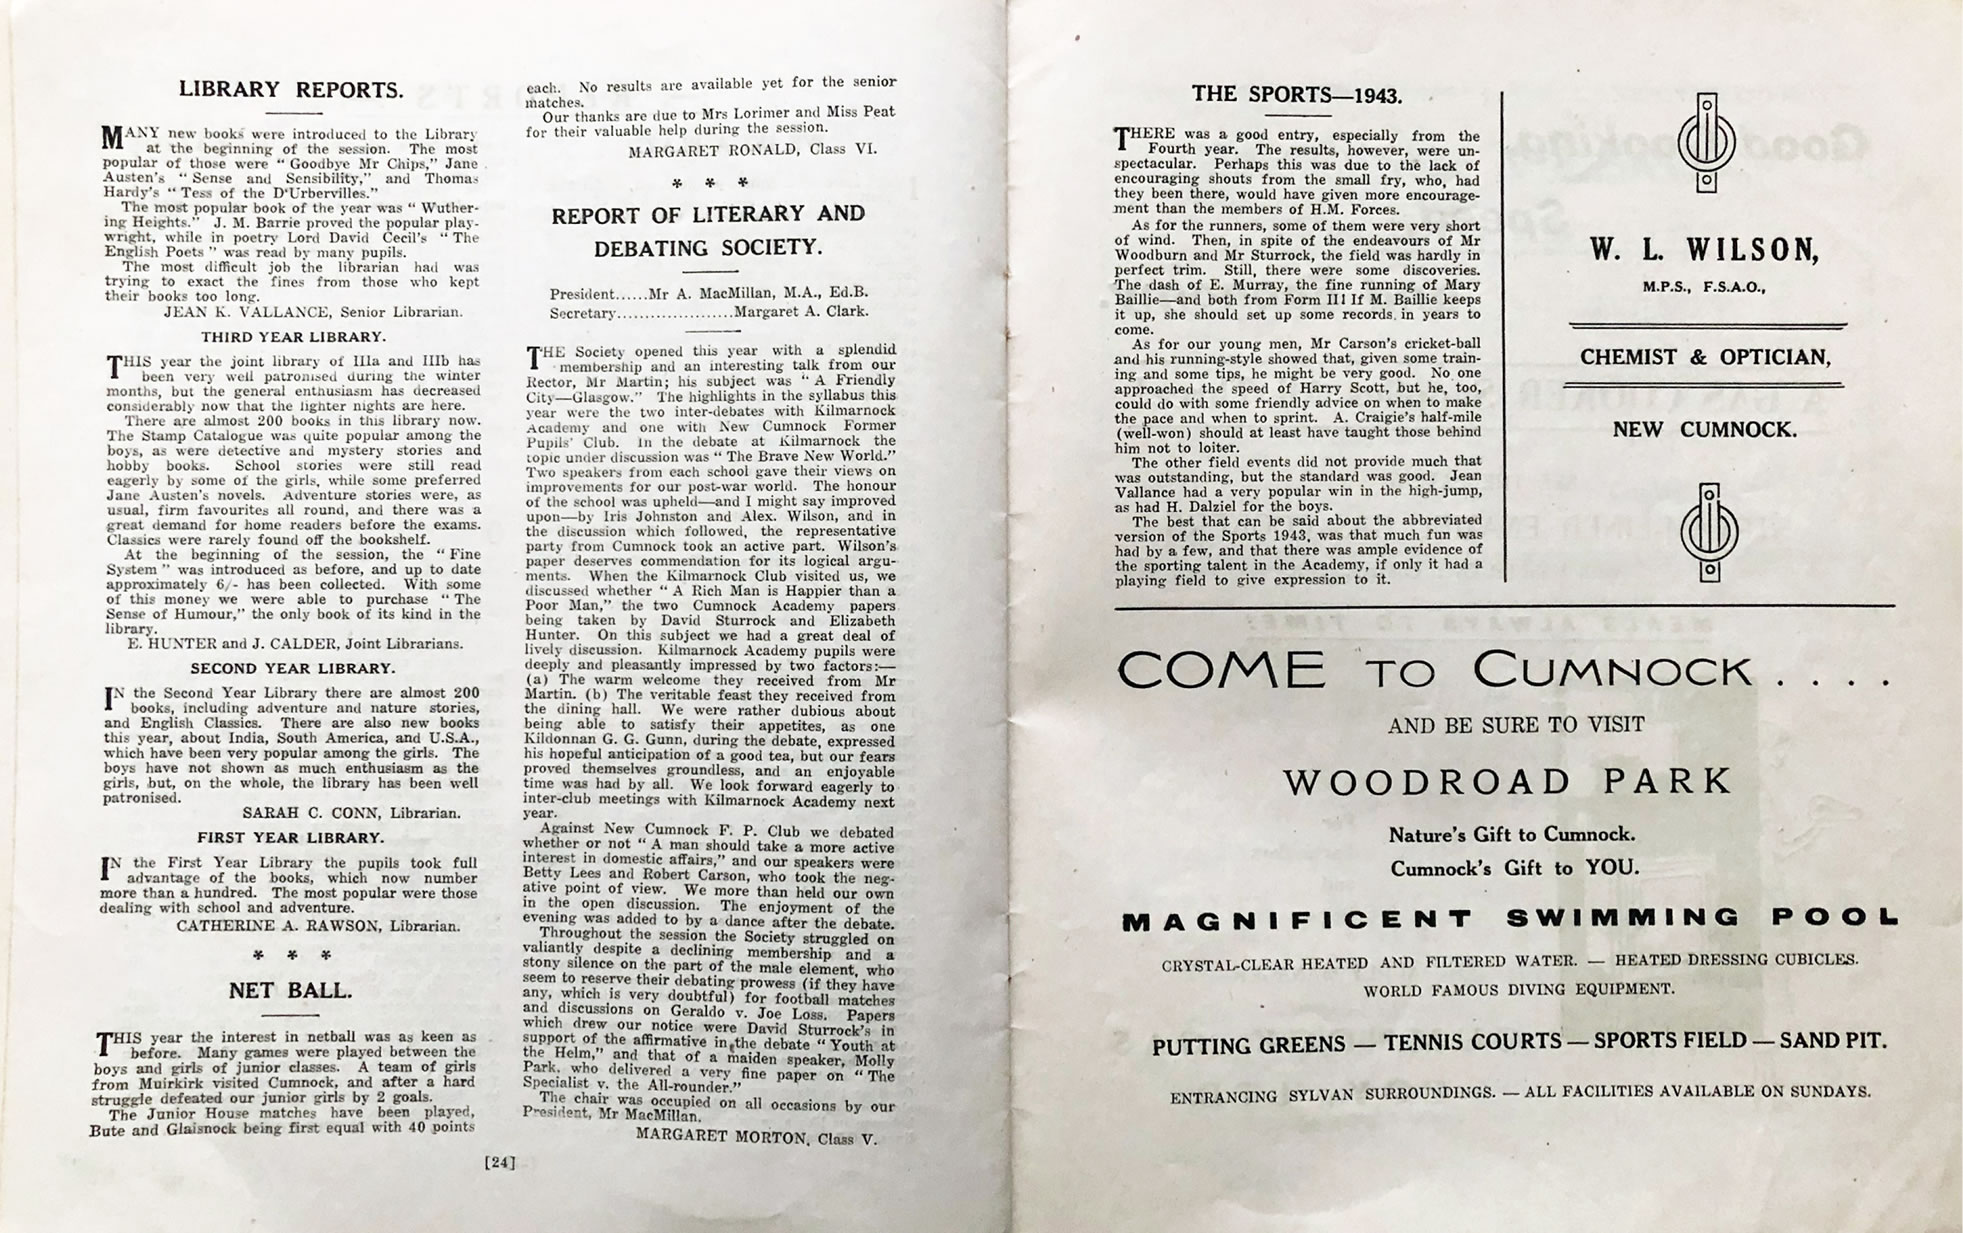 LIBRARY REPORTS.
MANY new books were introduced to the Library
at the beginning of the session. The most
popular of those were "Goodbye Mr Chips," Jane
Austen's "Sense and Sensibility," and Thomas
Hardy's "Tess of the D'Urbervilles."
The most popular book of the year was "Wuther-
ing Heights." J. M. Barrie proved the popular play-
wright, while in poetry Lord David Cecil's "The
English Poets" was read by many pupils.
The most difficult job the librarian had was
trying to exact the fines from those who kept
their books too long.
JEAN K. VALLANCE, Senior Librarian.
THIRD YEAR LIBRARY.
THIS year the joint library of IIIa and IIIb has
been very well patronised during the winter
months, but the general enthusiasm has decreased
considerably now that the lighter nights are here.
There are almost 200 books in this library now.
The Stamp Catalogue was quite popular among the
boys, as were detective and mystery stories and
hobby books. School stories were still read
eagerly by some of the girls, while some preferred
Jane Austen's novels. Adventure stories were, as
usual, firm favourites all round, and there was a
great demand for home readers before the exams.
Classics were rarely found off the bookshelf.
At the beginning of the session, the "Fine
System" was introduced as before, and up to date
approximately 6/- has been collected. With some
of this money we were able to purchase "The
Sense of Humour," the only book of its kind in the
library.
E. HUNTER and J. CALDER, Joint Librarians.
SECOND YEAR LIBRARY.
IN the Second Year Library there are almost 200
books, including adventure and nature stories,
and English Classics. There are also new books
this year, about India, South America, and U.S.A.,
which have been very popular among the girls. The
boys have not shown as much enthusiasm as the
girls, but, on the whole, the library has been well
patronised.
SARAH C. CONN, Librarian.
FIRST YEAR LIBRARY.
IN the First Year Library the pupils took full
advantage of the books, which now number
more than a hundred. The most popular were those
dealing with school and adventure.
CATHERINE A. RAWSON, Librarian.
* * *
NET BALL.
THIS year the interest in netball was as keen as
before. Many games were played between the
boys and girls of junior classes. A team of girls
from Muirkirk visited Cumnock, and after a hard
struggle defeated our junior girls by 2 goals.
The Junior House matches have been played,
Bute and Glaisnock being first equal with 40 points
each. No results are available yet for the senior
matches.
Our thanks are due to Mrs Lorimer and Miss Peat
for their valuable help during the session.
MARGARET RONALD, Class VI.
* * *
REPORT OF LITERARY AND
DEBATING SOCIETY.
President......Mr A. MacMillan, M.A., Ed.B.
Secretary.....................Margaret A. Clark.
THE Society opened this year with a splendid
membership and an interesting talk from our
Rector, Mr Martin; his subject was "A Friendly
City—Glasgow." The highlights in the syllabus this
year were the two inter-debates with Kilmarnock
Academy and one with New Cumnock Former
Pupils' Club. In the debate at Kilmarnock the
topic under discussion was "The Brave New World."
Two speakers from each school gave their views on
improvements for our post-war world. The honour
of the school was upheld—and I might say improved
upon—by Iris Johnston and Alex. Wilson, and in
the discussion which followed, the representative
party from Cumnock took an active part. Wilson's
paper deserves commendation for its logical argu-
ments. When the Kilmarnock Club visited us, we
discussed whether "A Rich Man is Happier than a
Poor Man," the two Cumnock Academy papers
being taken by David Sturrock and Elizabeth
Hunter. On this subject we had a great deal of
lively discussion. Kilmarnock Academy pupils were
deeply and pleasantly impressed by two factors:—
(a) The warm welcome they received from Mr
Martin. (b) The veritable feast they received from
the dining hall. We were rather dubious about
being able to satisfy their appetites, as one
Kildonnan G. G. Gunn, during the debate, expressed
his hopeful anticipation of a good tea, but our fears
proved themselves groundless, and an enjoyable
time was had by all. We look forward eagerly to
inter-club meetings with Kilmarnock Academy next
year.
Against New Cumnock F. P. Club we debated
whether or not "A man should take a more active
interest in domestic affairs," and our speakers were
Betty Lees and Robert Carson, who took the neg-
ative point of view. We more than held our own
in the open discussion. The enjoyment of the
evening was added to by a dance after the debate.
Throughout the session the Society struggled on
valiantly despite a declining membership and a
stony silence on the part of the male element, who
seem to reserve their debating prowess (if they have
any, which is very doubtful) for football matches
and discussions on Geraldo v. Joe Loss. Papers
which drew our notice were David Sturrock's in
support of the affirmative in the debate "Youth at
the Helm," and that of a maiden speaker, Molly
Park, who delivered a very fine paper on "The
Specialist v. the All-rounder."
The chair was occupied on all occasions by our
President, Mr MacMillan.
MARGARET MORTON, Class V.
[24]
THE SPORTS—1943.
THERE was a good entry, especially from the
Fourth year. The results, however, were un-
spectacular. Perhaps this was due to the lack of
encouraging shouts from the small fry, who, had
they been there, would have given more encourage-
ment than the members of H.M. Forces.
As for the runners, some of them were very short
of wind. Then, in spite of the endeavours of Mr
Woodburn and Mr Sturrock, the field was hardly in
perfect trim. Still, there were some discoveries.
The dash of E. Murray, the fine running of Mary
Baillie—and both from Form III! If M. Baillie keeps
it up, she should set up some records in years to
come.
As for our young men, Mr Carson's cricket-ball
and his running-style showed that, given some train-
ing and some tips, he might be very good. No one
approached the speed of Harry Scott, but he, too,
could do with some friendly advice on when to make
the pace and when to sprint. A. Craigie's half-mile
(well-won) should at least have taught those behind
him not to loiter.
The other field events did not provide much that
was outstanding, but the standard was good. Jean
Vallance had a very popular win in the high-jump,
as had H. Dalziel for the boys.
The best that can be said about the abbreviated
version of the Sports 1943, was that much fun was
had by a few, and that there was ample evidence of
the sporting talent in the Academy, if only it had a
playing field to give expression to it.
W. L. WILSON,
M.P.S., F.S.A.O.,
CHEMIST & OPTICIAN,
NEW CUMNOCK.
COME TO CUMNOCK . . . .
AND BE SURE TO VISIT
WOODROAD PARK
Nature's Gift to Cumnock.
Cumnock's Gift to YOU.
MAGNIFICENT SWIMMING POOL
CRYSTAL-CLEAR HEATED AND FILTERED WATER. — HEATED DRESSING CUBICLES.
WORLD FAMOUS DIVING EQUIPMENT.
PUTTING GREENS — TENNIS COURTS — SPORTS FIELD — SAND PIT.
ENTRANCING SYLVAN SURROUNDINGS. — ALL FACILITIES AVAILABLE ON SUNDAYS.